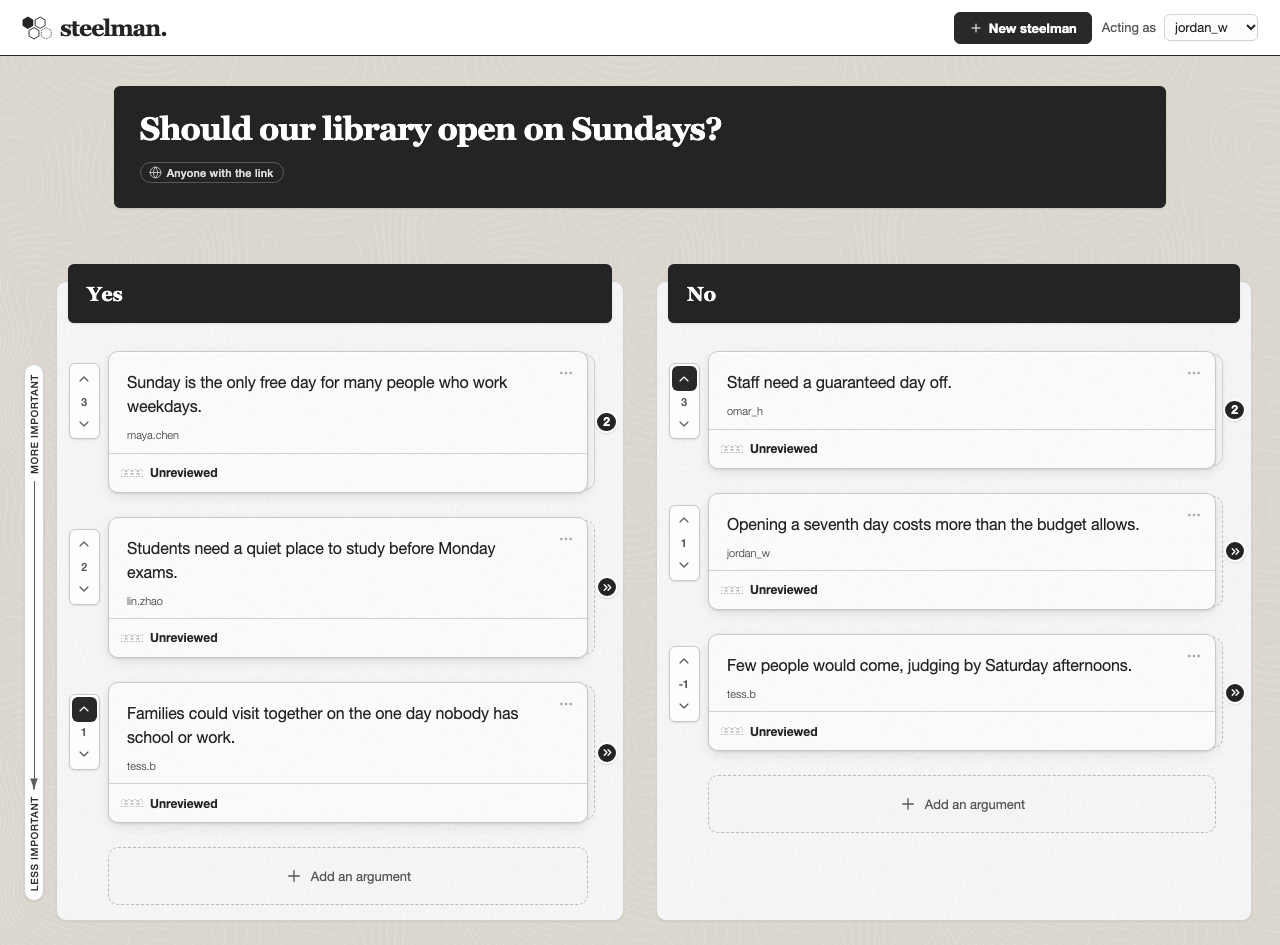 steelman.
New steelman
Acting as
jordan_w
Should our library open on Sundays?
Anyone with the link
MORE IMPORTANT
LESS IMPORTANT
Yes
3
Sunday is the only free day for many people who work
weekdays.
maya.chen
Unreviewed
2
2
Students need a quiet place to study before Monday
exams.
lin.zhao
Unreviewed
1
Families could visit together on the one day nobody has
school or work.
tess.b
Unreviewed
Add an argument
No
3
Staff need a guaranteed day off.
omar_h
Unreviewed
2
1
Opening a seventh day costs more than the budget allows.
jordan_w
Unreviewed
-1
Few people would come, judging by Saturday afternoons.
tess.b
Unreviewed
Add an argument